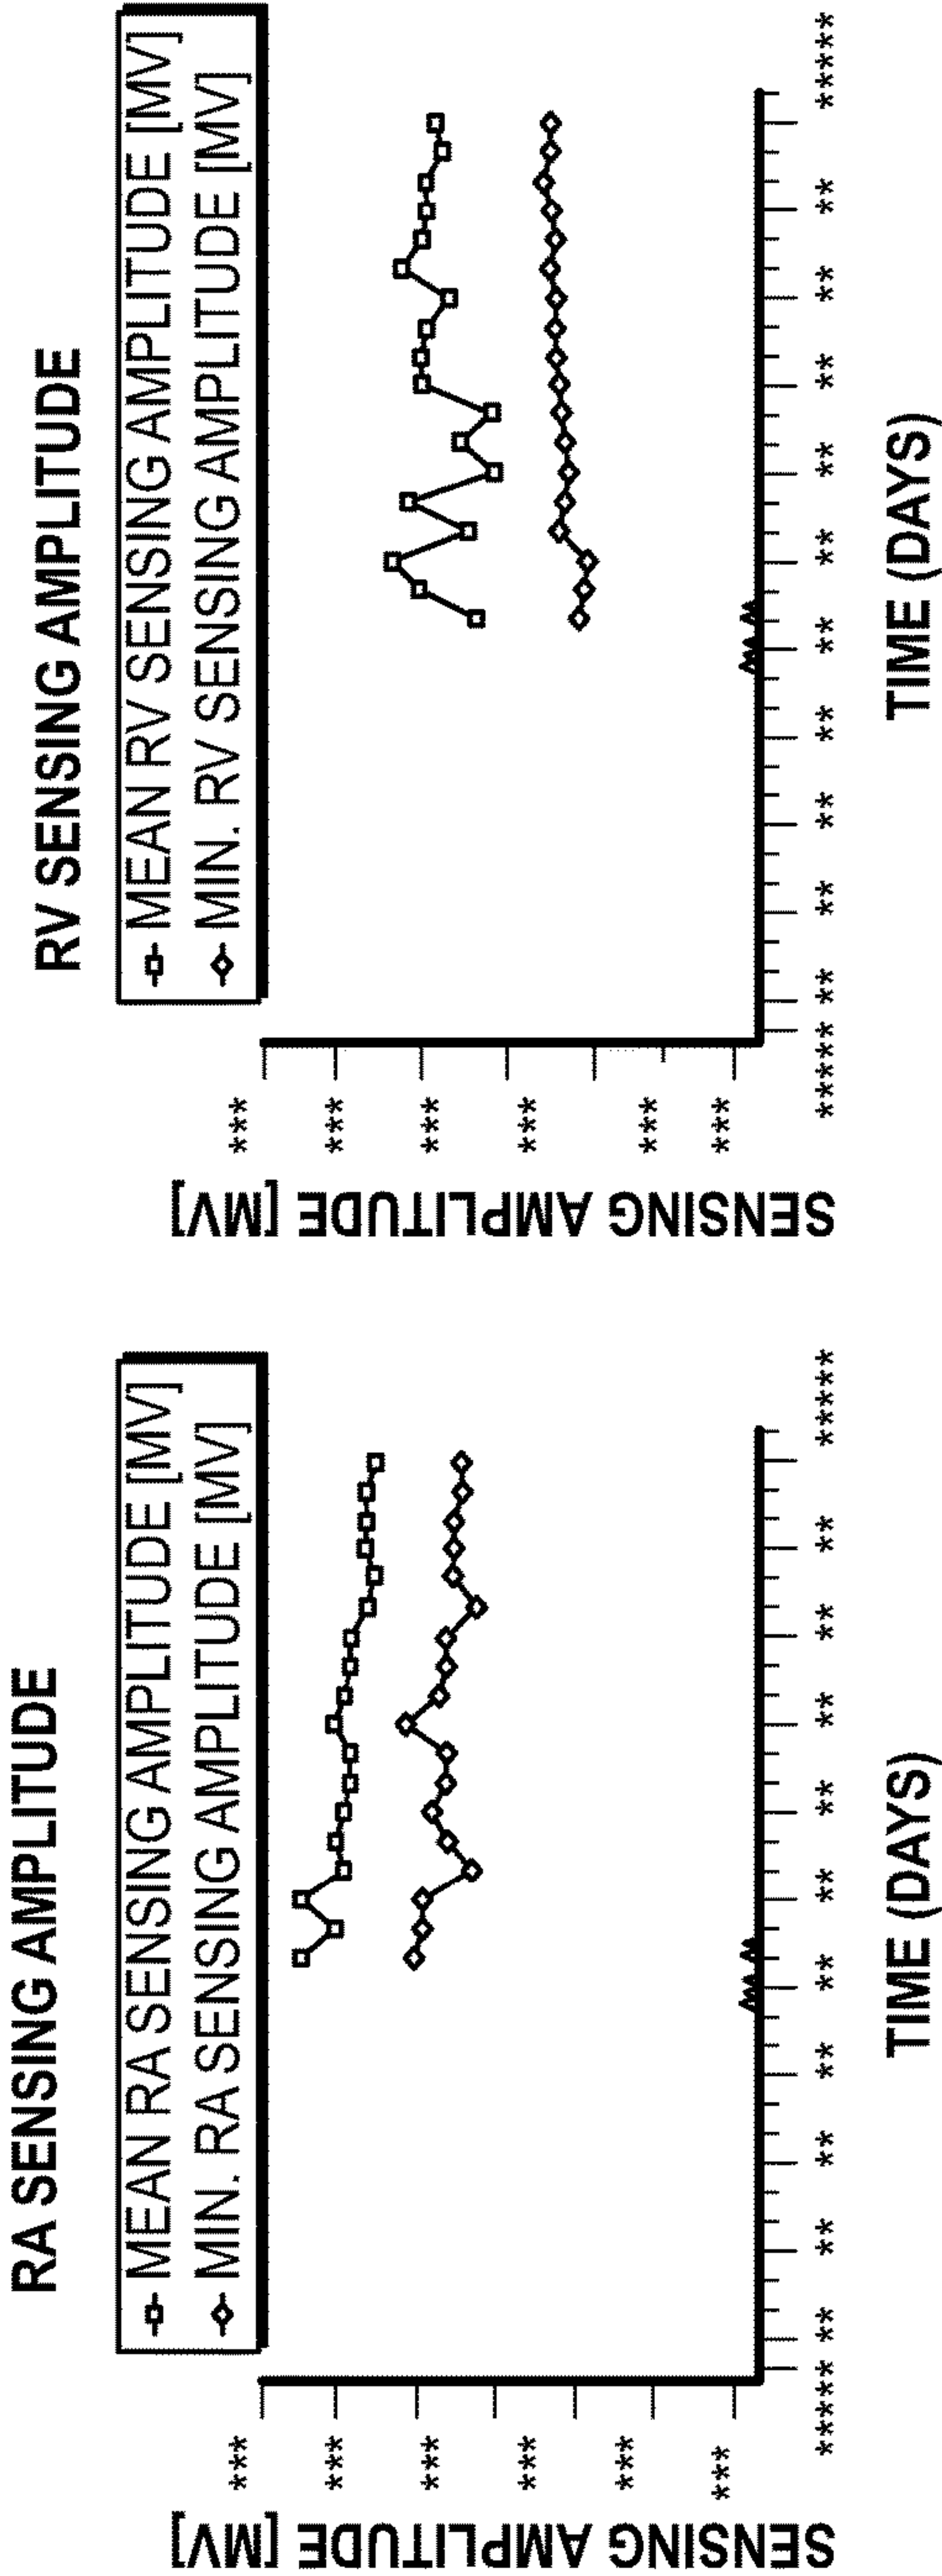 RA SENSING AMPLITUDE
MEAN RA SENSING AMPLITUDE [MV]
MIN. RA SENSING AMPLITUDE [MV]
SENSING AMPLITUDE [MV]
***
***
***
***
***
***
***** ** ** ** ** ** ** ** ** ** ** *****
TIME (DAYS)
RV SENSING AMPLITUDE
MEAN RV SENSING AMPLITUDE [MV]
MIN. RV SENSING AMPLITUDE [MV]
SENSING AMPLITUDE [MV]
***
***
***
***
***
***
***** ** ** ** ** ** ** ** ** ** ** ****
TIME (DAYS)